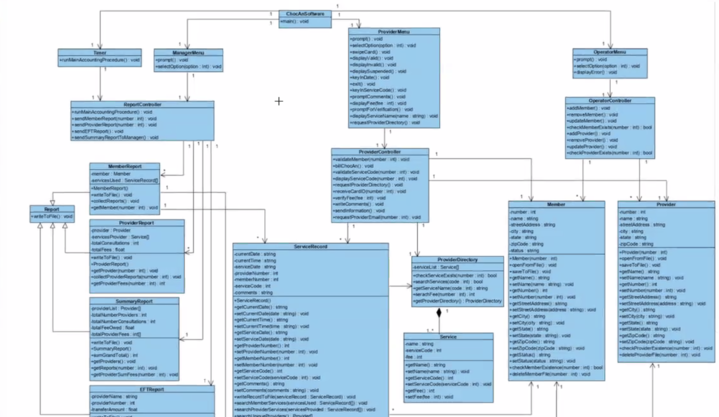 ChocAnSoftware
+main() : void
Timer
+runMainAccountingProcedure() : void
ManagerMenu
+prompt() : void
+selectOption(option : int) : void
ProviderMenu
+prompt() : void
+selectOption(option : int) : void
+swipeCard() : void
+displayValid() : void
+displayInvalid() : void
+displaySuspended() : void
+keyInDate() : void
+exit() : void
+keyInServiceCode() : void
+promptComments() : void
+displayFee(fee : int) : void
+promptForVerification() : void
+displayServiceName(name : string) : void
+requestProviderDirectory() : void
OperatorMenu
+prompt() : void
+selectOption(option : int) : void
+displayError() : void
ReportController
+runMainAccountingProcedure() : void
+sendMemberReport(number : int) : void
+sendProviderReport(number : int) : void
+sendEFTReport() : void
+sendSummaryReportToManager() : void
OperatorController
+addMember() : void
+removeMember() : void
+updateMember() : void
+checkMemberExists(number : int) : bool
+addProvider() : void
+removeProvider() : void
+updateProvider() : void
+checkProviderExists(number : int) : bool
ProviderController
+validateMember(number : int) : void
+billChocAn() : void
+validateServiceCode(number : int) : void
+displayServiceCode(number : int) : void
+requestProviderDirectory() : void
+receiveCardID(number : int) : void
+verifyFee(fee : int) : void
+writeComments() : void
+sendInformation() : void
+requestProviderEmail(number : int) : void
MemberReport
-member : Member
-servicesUsed : ServiceRecord[]
+MemberReport()
+writeToFile() : void
+collectReports() : void
+getMember(number : int) : void
Report
+writeToFile() : void
ProviderReport
-provider : Provider
-servicesProvider : Service[]
-totalConsultations : int
-totalFees : float
+writeToFile() : void
+ProviderReport()
+getProvider(number : int) : void
+collectProviderReport(number : int) : void
+getProviderFees(number : int) : int
SummaryReport
-providerList : Provider[]
-totalNumberProviders : int
-totalNumberConsultations : int
-totalFeeOwed : float
-totalProviderFees : int[]
+writeToFile() : void
+SummaryReport()
+sumGrandTotal() : int
+getProviders() : void
+getReports(number : int) : void
+getProviderSumFees(number : int) : void
EFTReport
-providerName : string
-providerNumber : int
-transferAmount : float
ServiceRecord
-currentDate : string
-currentTime : string
-serviceDate : string
-providerNumber : int
-memberNumber : int
-serviceCode : int
-comments : string
+ServiceRecord()
+getCurrentDate() : string
+setCurrentDate(date : string) : void
+getCurrentTime() : string
+setCurrentTime(time : string) : void
+getServiceDate() : string
+setServiceDate(date : string) : void
+getProviderNumber() : int
+setProviderNumber(number : int) : void
+getMemberNumber() : int
+setMemberNumber(number : int) : void
+getServiceCode() : int
+setServiceCode(serviceCode : int) : void
+getComments() : string
+setComments(comments : string) : void
+writeRecordToFile(serviceRecord : ServiceRecord) : void
ProviderDirectory
-serviceList : Service[]
+checkServiceExists(number : int) : bool
+searchServices(code : int) : bool
+getServiceName(code : int) : string
+searchFee(number : int) : int
+getProviderDirectory() : ProviderDirectory
Service
-name : string
-serviceCode : int
-fee : int
+getName() : string
+setName(name : string) : void
+getServiceCode() : int
+setServiceCode(serviceCode : int) : void
+getFee() : int
+setFee(fee : int) : void
Member
-number : int
-name : string
-streetAddress : string
-city : string
-state : string
-zipCode : string
-status : string
+Member(number : int) : void
+openFromFile() : void
+saveToFile() : void
+getName() : string
+setName(name : string) : void
+getNumber() : int
+setNumber(number : int) : void
+getStreetAddress() : string
+setStreetAddress(address : string) : void
+getCity() : string
+setCity(city : string) : void
+getState() : string
+setState(state : string) : void
+getZipCode() : string
+setZipCode(zipCode : string) : void
+getStatus() : string
+setStatus(status : string) : void
+checkMemberExistence(number : int) : bool
+deleteMemberFile(number : int) : void
Provider
-number : int
-name : string
-streetAddress : string
-city : string
-state : string
-zipCode : string
+Provider(number : int) : void
+openFromFile() : void
+saveToFile() : void
+getName() : string
+setName(name : string) : void
+getNumber() : int
+setNumber(number : int) : void
+getStreetAddress() : string
+setStreetAddress(address : string) : void
+getCity() : string
+setCity(city : string) : void
+getState() : string
+setState(state : string) : void
+getZipCode() : string
+setZipCode(zipCode : string) : void
+checkProviderExistence(number : int) : bool
+deleteProviderFile(number : int) : void